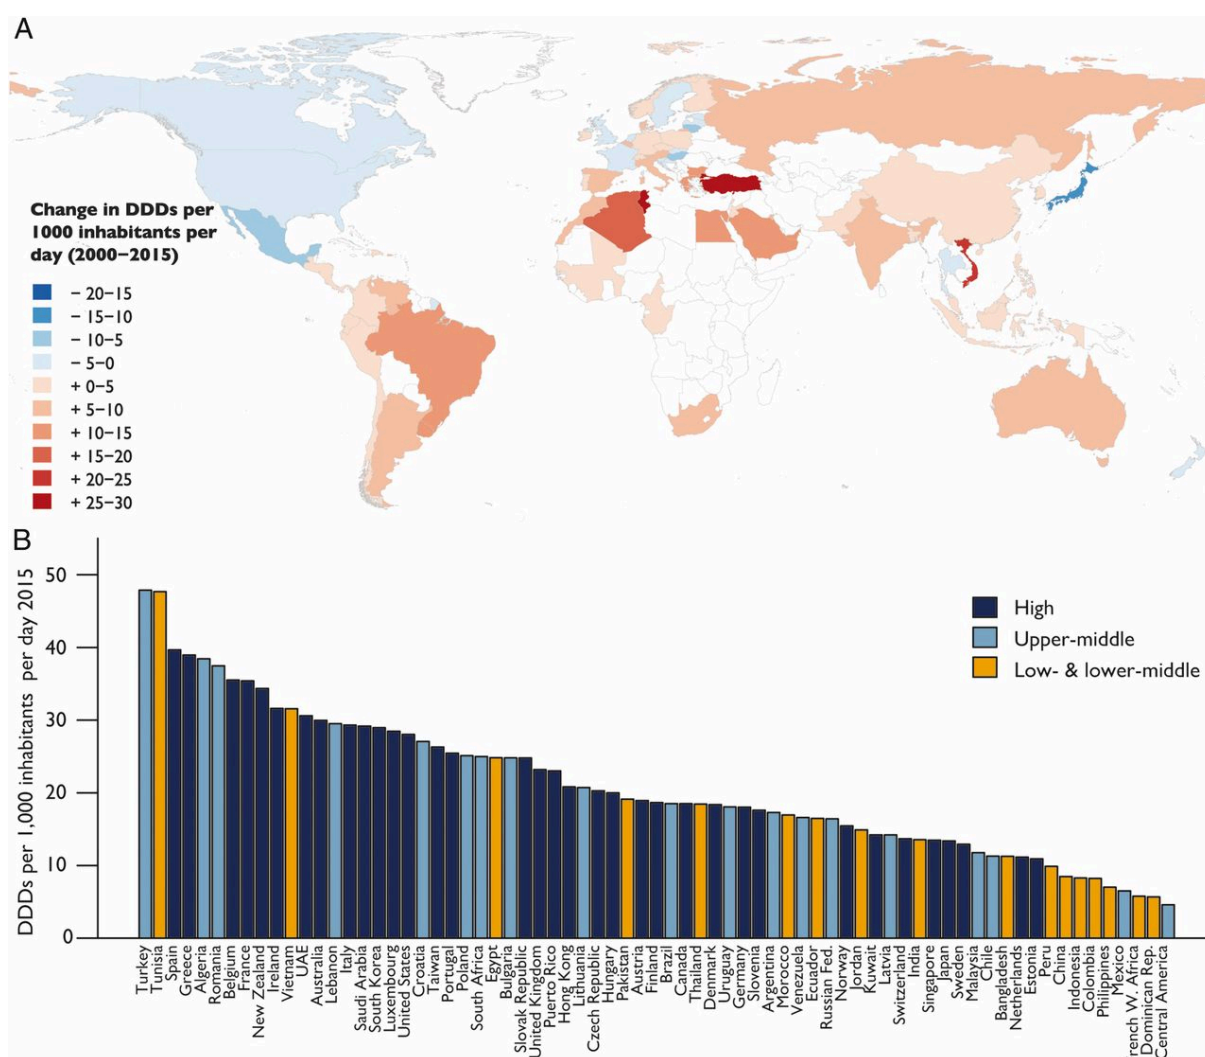 A
Change in DDDs per
1000 inhabitants per
day (2000–2015)
− 20–15
− 15–10
− 10–5
− 5–0
+ 0–5
+ 5–10
+ 10–15
+ 15–20
+ 20–25
+ 25–30
B
DDDs per 1,000 inhabitants per day 2015
50
40
30
20
10
0
High
Upper-middle
Low- & lower-middle
Turkey
Tunisia
Spain
Greece
Algeria
Romania
Belgium
France
New Zealand
Ireland
Vietnam
UAE
Australia
Lebanon
Italy
Saudi Arabia
South Korea
Luxembourg
United States
Croatia
Taiwan
Portugal
Poland
South Africa
Egypt
Bulgaria
Slovak Republic
United Kingdom
Puerto Rico
Hong Kong
Lithuania
Czech Republic
Hungary
Pakistan
Austria
Finland
Brazil
Canada
Thailand
Denmark
Uruguay
Germany
Slovenia
Argentina
Morocco
Venezuela
Ecuador
Russian Fed.
Norway
Jordan
Kuwait
Latvia
Switzerland
India
Singapore
Japan
Sweden
Malaysia
Chile
Bangladesh
Netherlands
Estonia
Peru
China
Indonesia
Colombia
Philippines
Mexico
rench W. Africa
Dominican Rep.
Central America